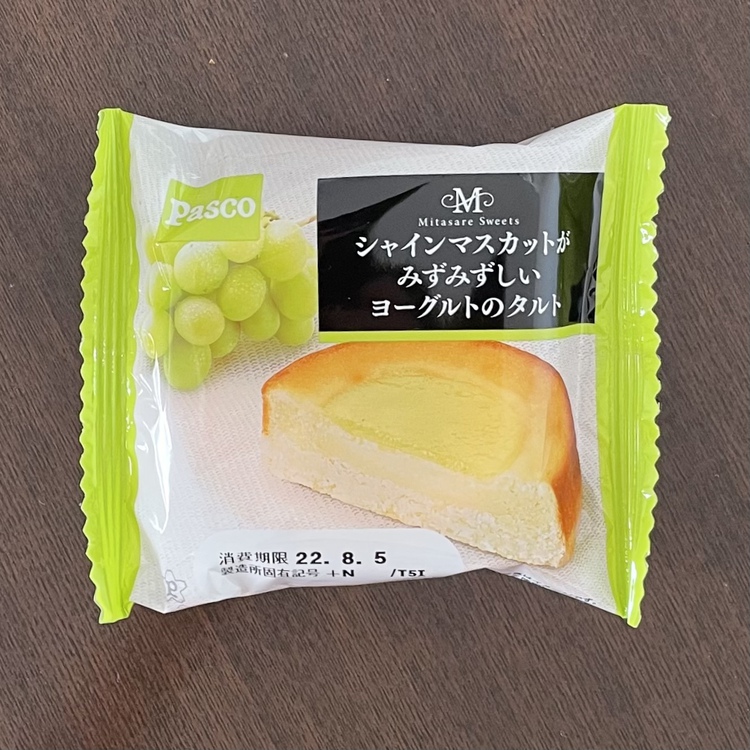 Pasco
M
Mitasare Sweets
シャインマスカットが
みずみずしい
ヨーグルトのタルト
消費期限 22. 8. 5
製造所固有記号 +N /T5I